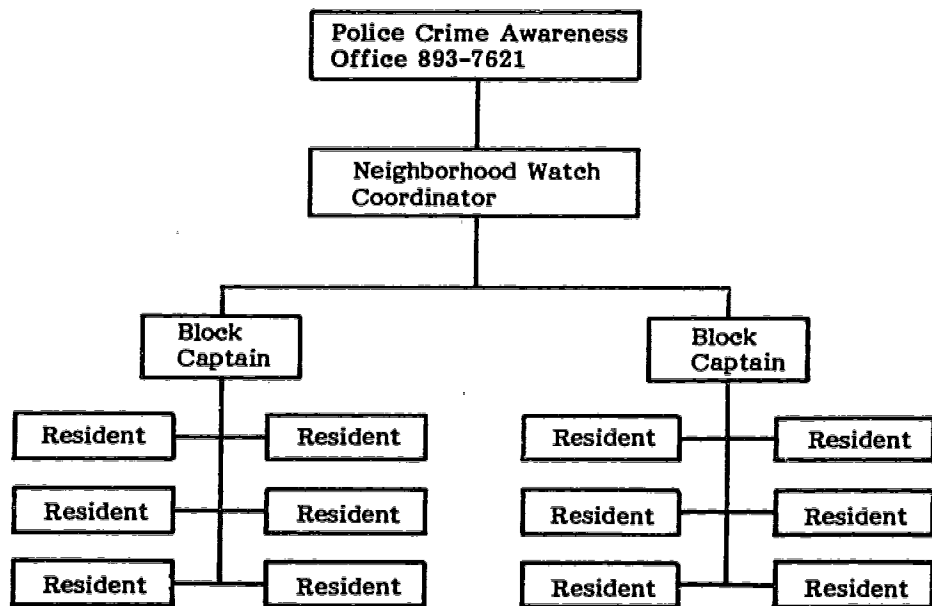 Police Crime Awareness
Office 893-7621
Neighborhood Watch
Coordinator
Block
Captain
Block
Captain
Resident
Resident
Resident
Resident
Resident
Resident
Resident
Resident
Resident
Resident
Resident
Resident